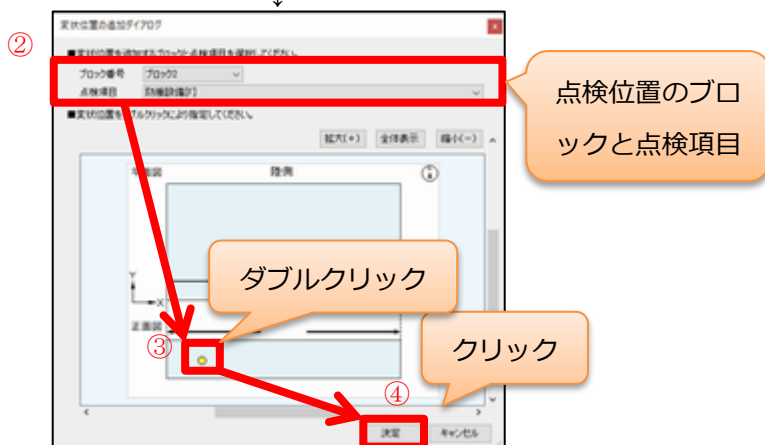 ↓
変状位置の追加ダイアログ
②
■変状位置を追加するブロックと点検項目を選択してください。
ブロック番号 ブロック2
点検項目 防衝設備[F]
点検位置のブロ
ックと点検項目
■変状位置を ブルクリックにより指定してください。
拡大(+) 全体表示 縮小(-)
平面図 陸側
ダブルクリック
Y
X
正面図
③
クリック
④
決定 キャンセル